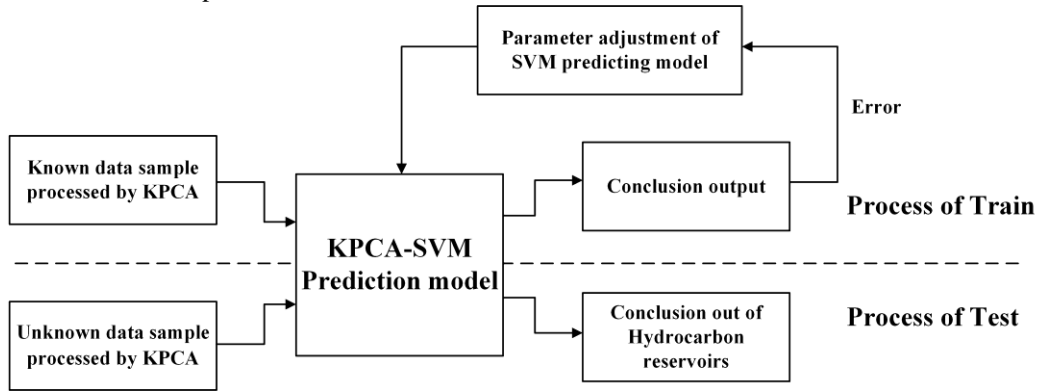 Parameter adjustment of
SVM predicting model
Error
Known data sample
processed by KPCA
Conclusion output
Process of Train
KPCA-SVM
Prediction model
Unknown data sample
processed by KPCA
Conclusion out of
Hydrocarbon
reservoirs
Process of Test